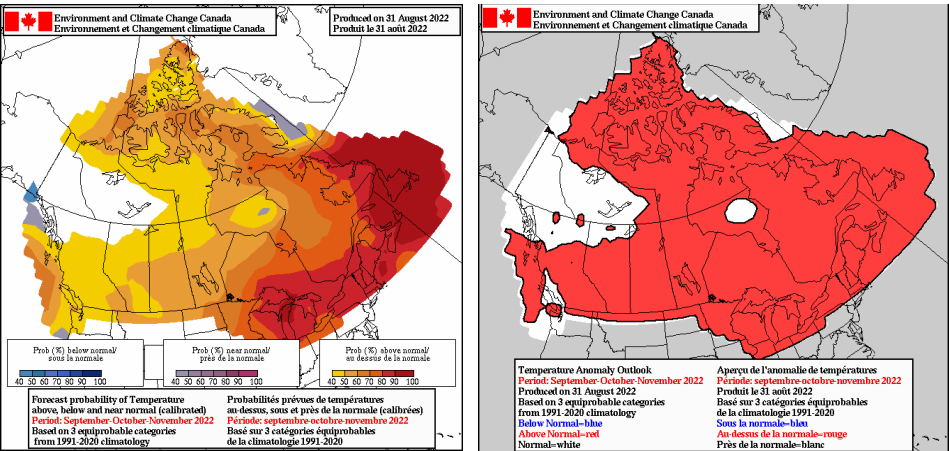 Environment and Climate Change Canada
Environnement et Changement climatique Canada
Produced on 31 August 2022
Produit le 31 août 2022
Prob (%) below normal/
sous la normale
40 50 60 70 80 90 100
Prob (%) near normal/
près de la normale
40 50 60 70 80 90 100
Prob (%) above normal/
au dessus de la normale
40 50 60 70 80 90 100
Forecast probability of Temperature
above, below and near normal (calibrated)
Period: September-October-November 2022
Based on 3 equiprobable categories
from 1991-2020 climatology
Probabilités prévues de températures
au-dessus, sous et près de la normale (calibrées)
Période: septembre-octobre-novembre 2022
Basé sur 3 catégories équiprobables
de la climatologie 1991-2020
Environment and Climate Change Canada
Environnement et Changement climatique Canada
Temperature Anomaly Outlook
Period: September-October-November 2022
Produced on 31 August 2022
Based on 3 equiprobable categories
from 1991-2020 climatology
Below Normal=blue
Above Normal=red
Normal=white
Aperçu de l'anomalie de températures
Période: septembre-octobre-novembre 2022
Produit le 31 août 2022
Basé sur 3 catégories équiprobables
de la climatologie 1991-2020
Sous la normale=bleu
Au-dessus de la normale=rouge
Près de la normale=blanc